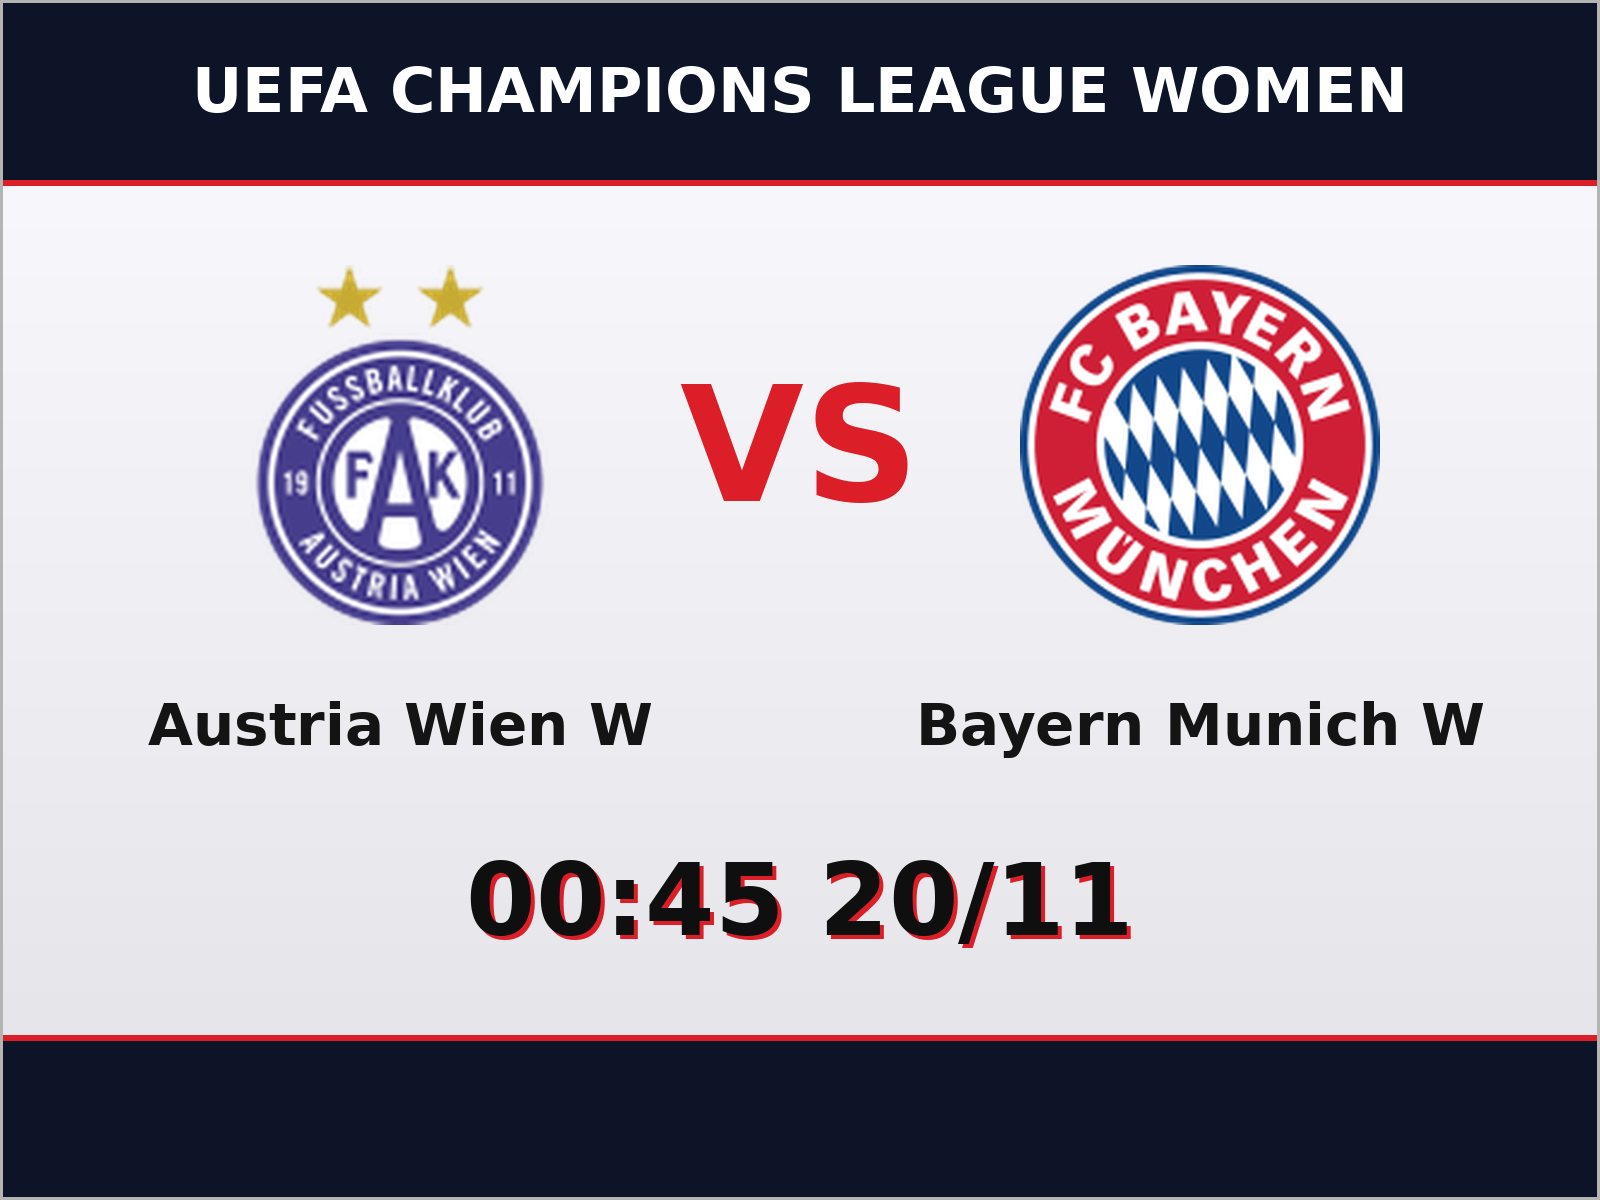 UEFA CHAMPIONS LEAGUE WOMEN
FUSSBALLKLUB
19 FAK 11
AUSTRIA WIEN
VS
FC BAYERN
MÜNCHEN
Austria Wien W
Bayern Munich W
00:45 20/11